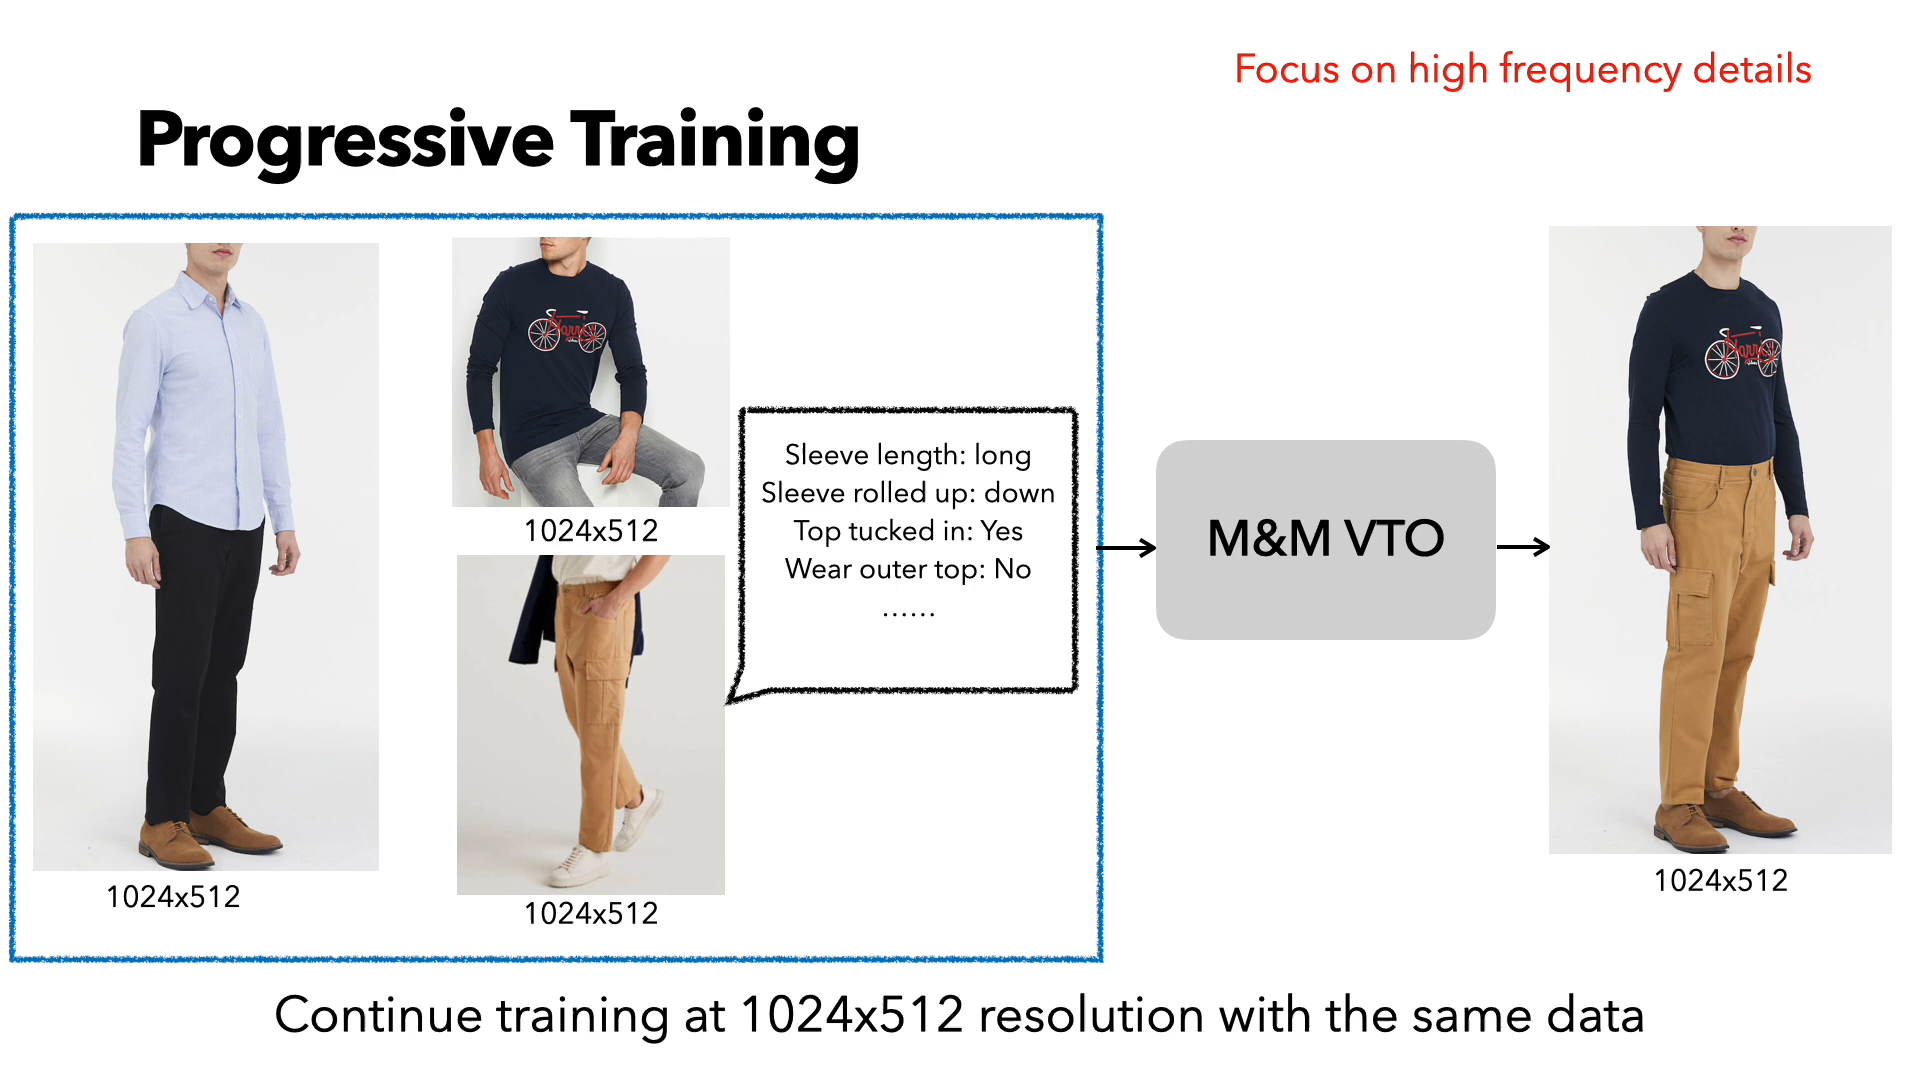 Focus on high frequency details
Progressive Training
1024x512
1024x512
1024x512
Sleeve length: long
Sleeve rolled up: down
Top tucked in: Yes
Wear outer top: No
......
M&M VTO
1024x512
Continue training at 1024x512 resolution with the same data